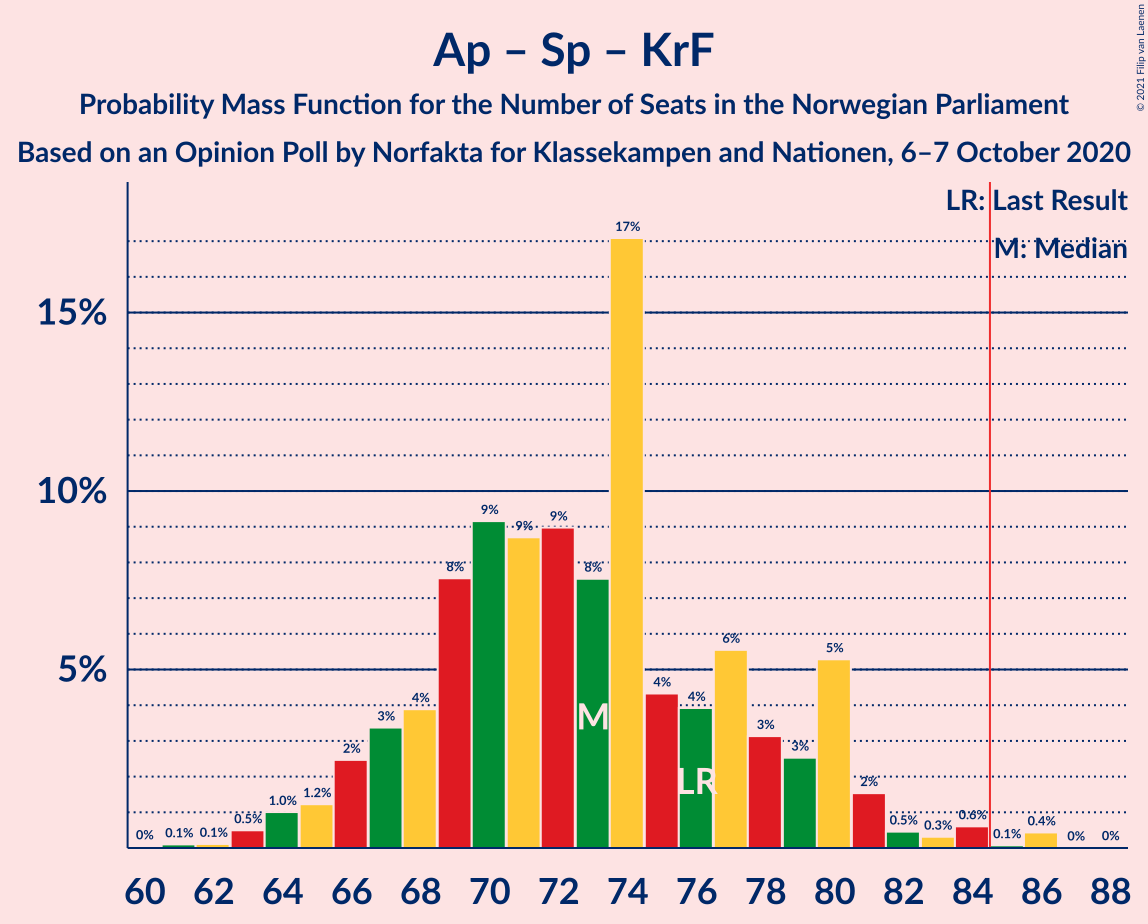 Ap – Sp – KrF
Probability Mass Function for the Number of Seats in the Norwegian Parliament
Based on an Opinion Poll by Norfakta for Klassekampen and Nationen, 6–7 October 2020
© 2021 Filip van Laenen
LR: Last Result
M: Median
15%
10%
5%
0% 0.1% 0.1% 0.5% 1.0% 1.2% 2% 3% 4% 8% 9% 9% 9% 8% 17% 4% 4% 6% 3% 3% 5% 2% 0.5% 0.3% 0.6% 0.1% 0.4% 0% 0%
M
LR
60 62 64 66 68 70 72 74 76 78 80 82 84 86 88